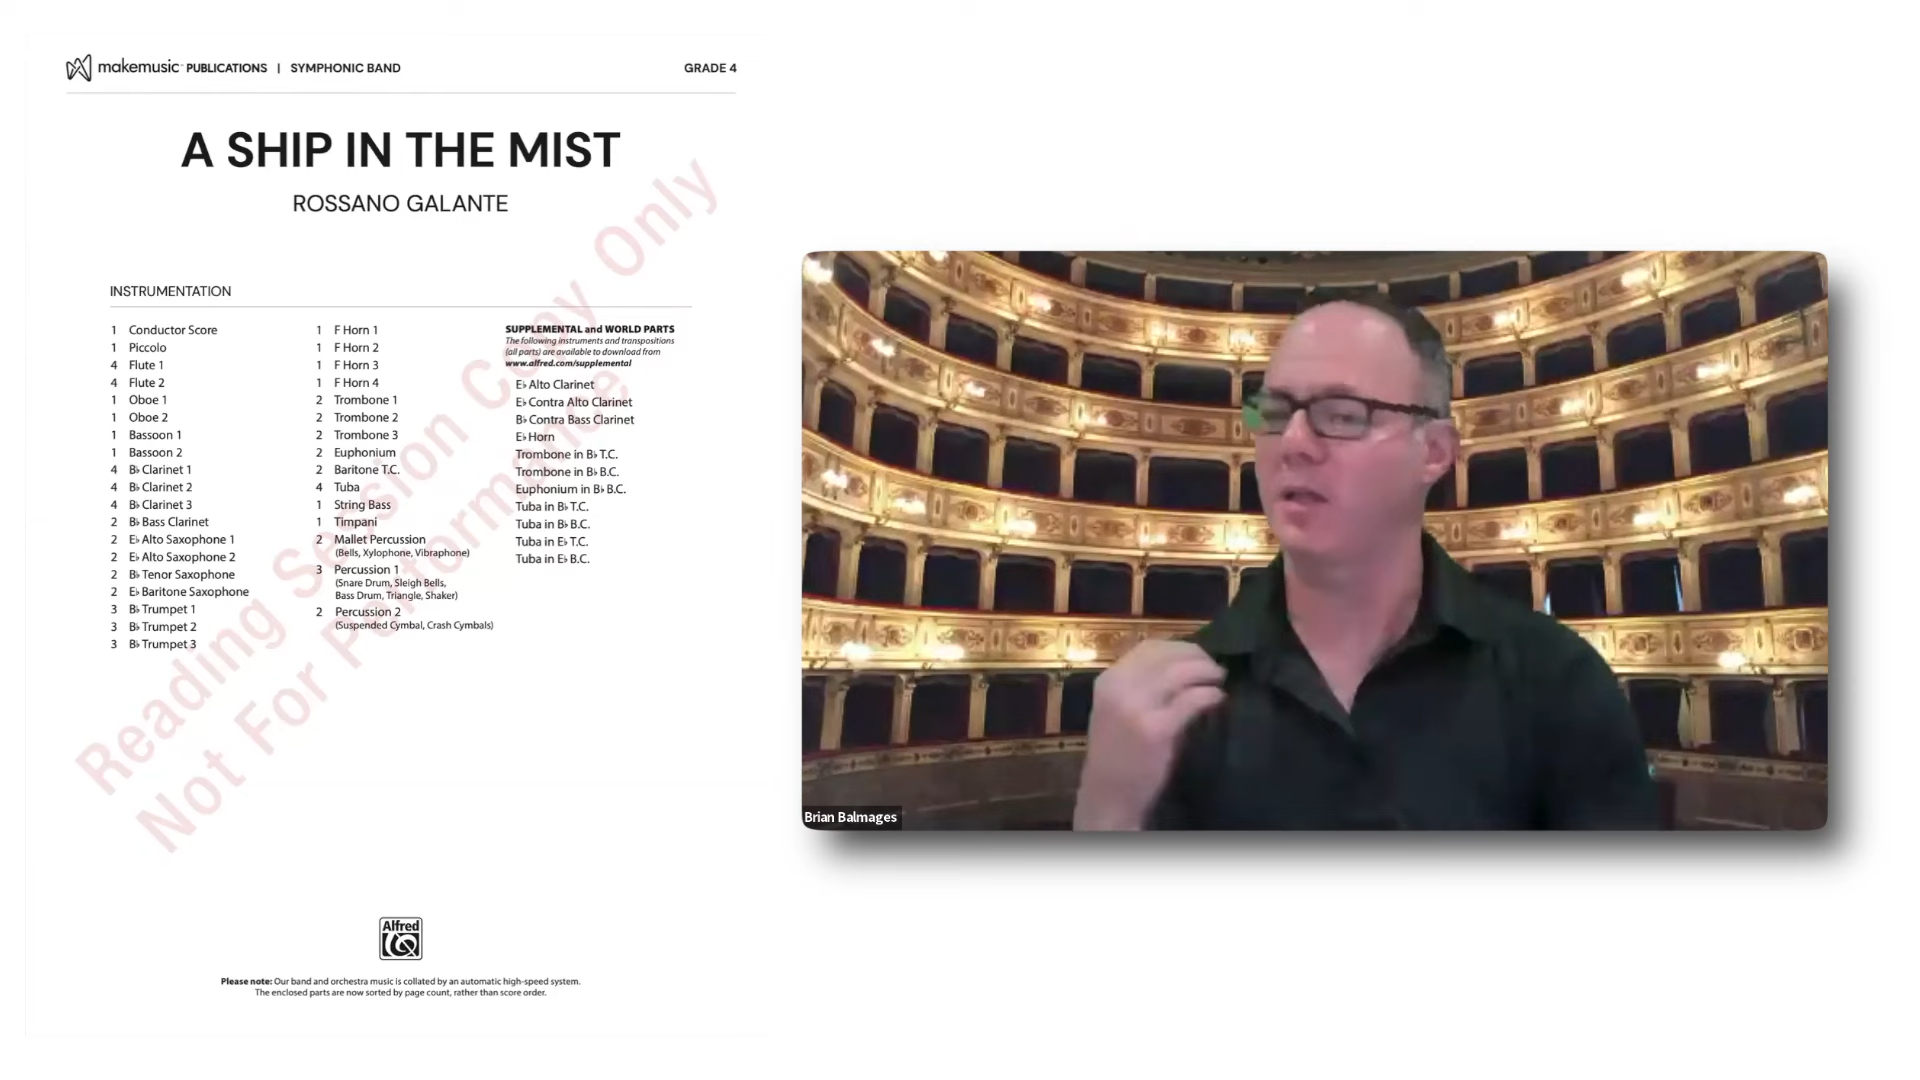 makemusic PUBLICATIONS | SYMPHONIC BAND
GRADE 4
A SHIP IN THE MIST
ROSSANO GALANTE
INSTRUMENTATION
1 Conductor Score
1 Piccolo
4 Flute 1
4 Flute 2
1 Oboe 1
1 Oboe 2
1 Bassoon 1
1 Bassoon 2
4 B♭ Clarinet 1
4 B♭ Clarinet 2
4 B♭ Clarinet 3
2 B♭ Bass Clarinet
2 E♭ Alto Saxophone 1
2 E♭ Alto Saxophone 2
2 B♭ Tenor Saxophone
2 E♭ Baritone Saxophone
3 B♭ Trumpet 1
3 B♭ Trumpet 2
3 B♭ Trumpet 3
1 F Horn 1
1 F Horn 2
1 F Horn 3
1 F Horn 4
2 Trombone 1
2 Trombone 2
2 Trombone 3
2 Euphonium
2 Baritone T.C.
4 Tuba
1 String Bass
1 Timpani
2 Mallet Percussion
(Bells, Xylophone, Vibraphone)
3 Percussion 1
(Snare Drum, Sleigh Bells,
Bass Drum, Triangle, Shaker)
2 Percussion 2
(Suspended Cymbal, Crash Cymbals)
SUPPLEMENTAL and WORLD PARTS
The following instruments and transpositions
(all parts) are available to download from
www.alfred.com/supplemental
E♭ Alto Clarinet
E♭ Contra Alto Clarinet
B♭ Contra Bass Clarinet
E♭ Horn
Trombone in B♭ T.C.
Trombone in B♭ B.C.
Euphonium in B♭ B.C.
Tuba in B♭ T.C.
Tuba in B♭ B.C.
Tuba in E♭ T.C.
Tuba in E♭ B.C.
Reading Session Copy Only
Not For Performance
Alfred
Please note: Our band and orchestra music is collated by an automatic high-speed system.
The enclosed parts are now sorted by page count, rather than score order.
Brian Balmages